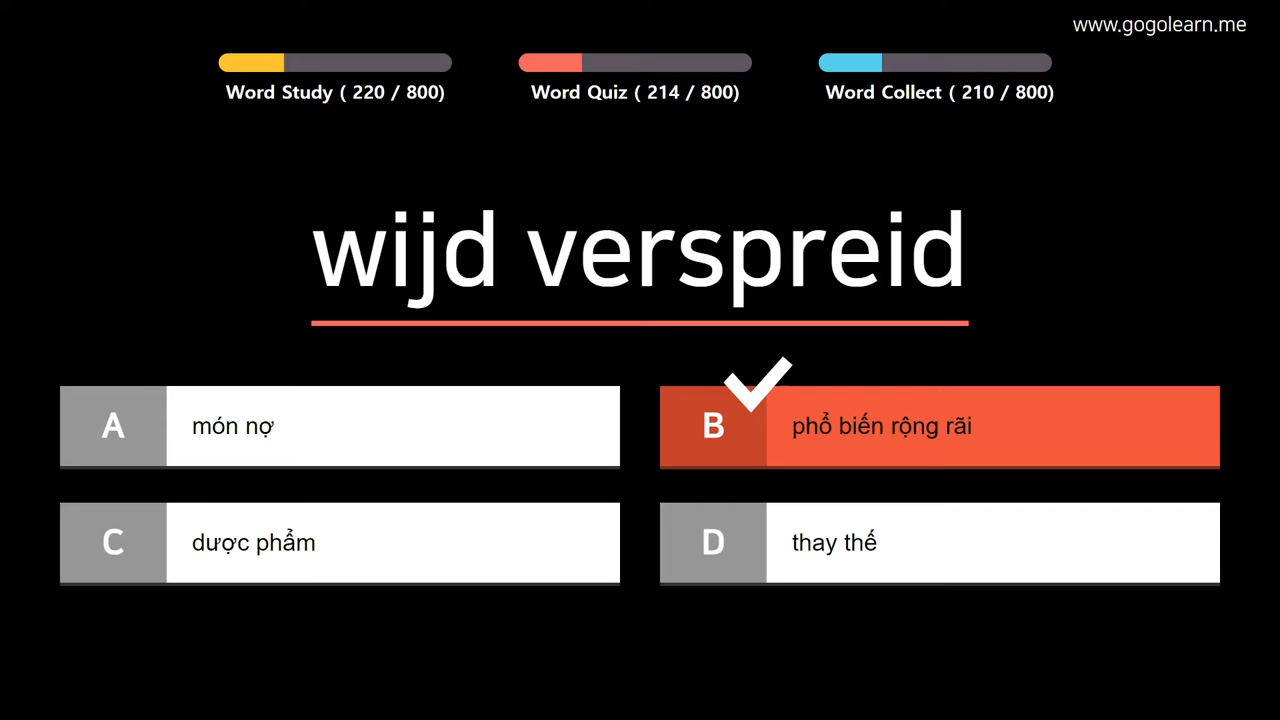 www.gogolearn.me
Word Study ( 220 / 800)
Word Quiz ( 214 / 800)
Word Collect ( 210 / 800)
wijd verspreid
A món nợ
B phổ biến rộng rãi
C dược phẩm
D thay thế